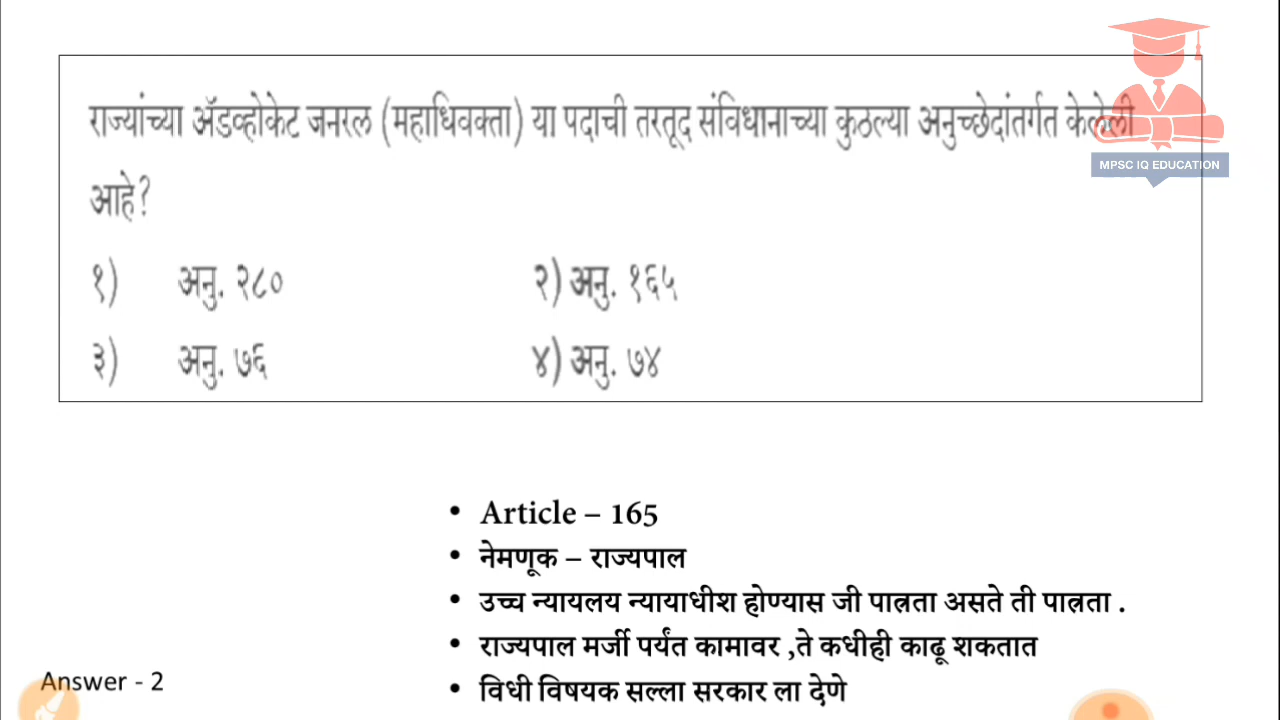 राज्यांच्या ॲडव्होकेट जनरल (महाधिवक्ता) या पदाची तरतूद संविधानाच्या कुठल्या अनुच्छेदांतर्गत केलेली
आहे?
MPSC IQ EDUCATION
१) अनु. २८० २) अनु. १६५
३) अनु. ७६ ४) अनु. ७४
• Article – 165
• नेमणूक – राज्यपाल
• उच्च न्यायलय न्यायाधीश होण्यास जी पात्रता असते ती पात्रता .
• राज्यपाल मर्जी पर्यंत कामावर ,ते कधीही काढू शकतात
• विधी विषयक सल्ला सरकार ला देणे
Answer - 2